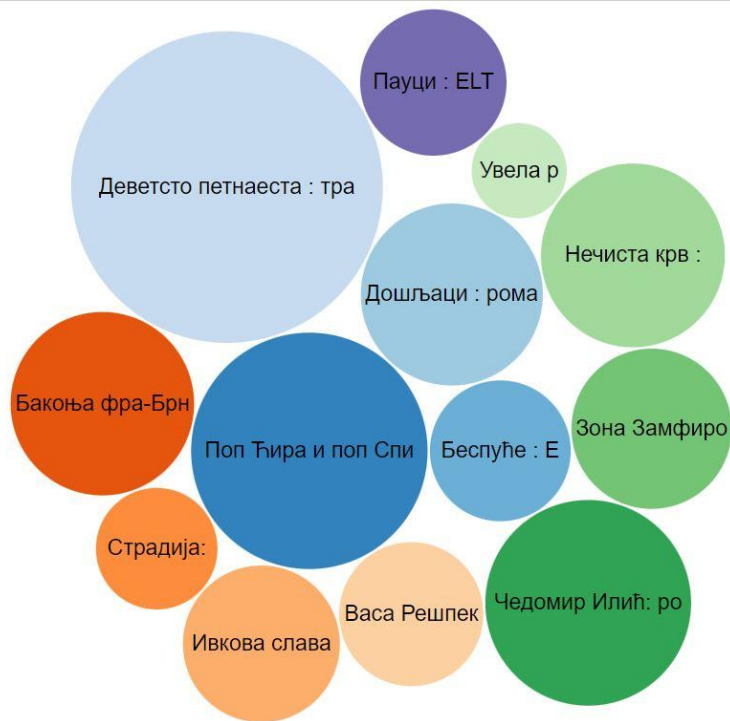 Пауци : ELT
Деветсто петнаеста : тра
Увела р
Нечиста крв :
Дошљаци : рома
Бакоња фра-Брн
Зона Замфиро
Поп Ћира и поп Спи
Беспуће : Е
Страдија:
Чедомир Илић: ро
Васа Решпек
Ивкова слава